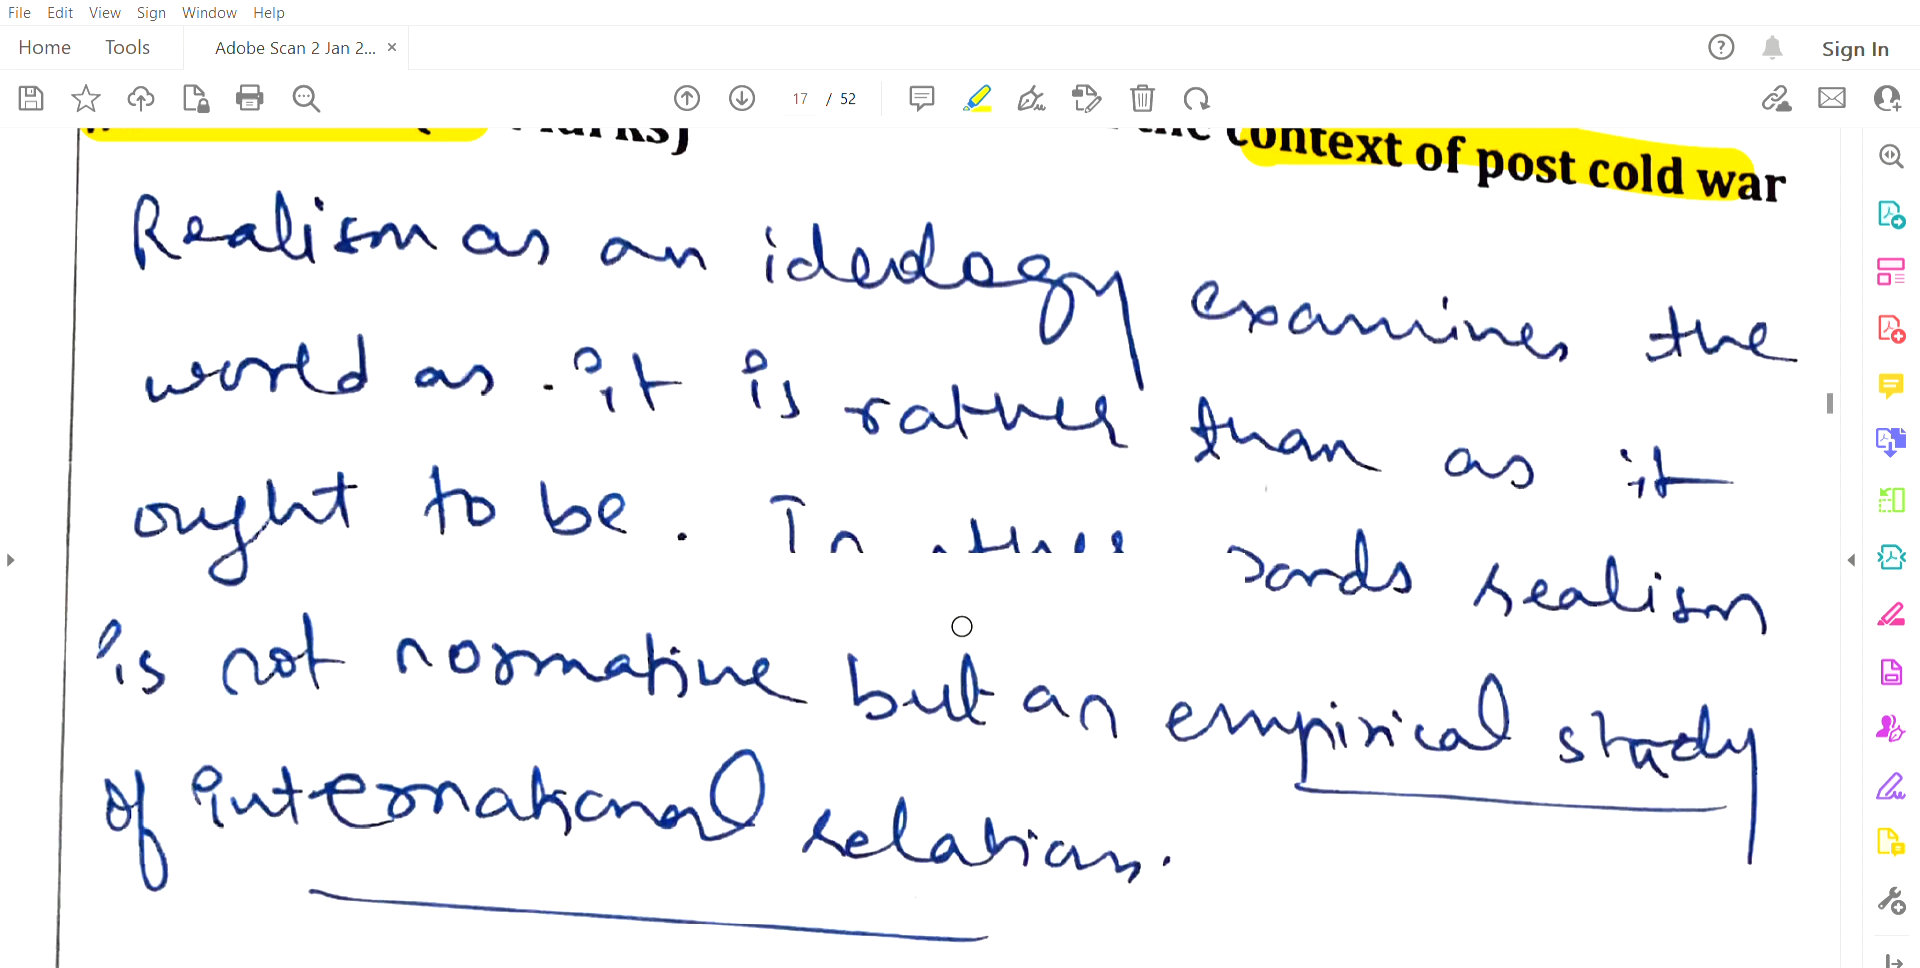 File Edit View Sign Window Help
Home Tools Adobe Scan 2 Jan 2... × Sign In
17 / 52
context of post cold war
Realism as an ideology examines the
world as it is rather than as it
ought to be. In other words realism
is not normative but an empirical study
of international relations.